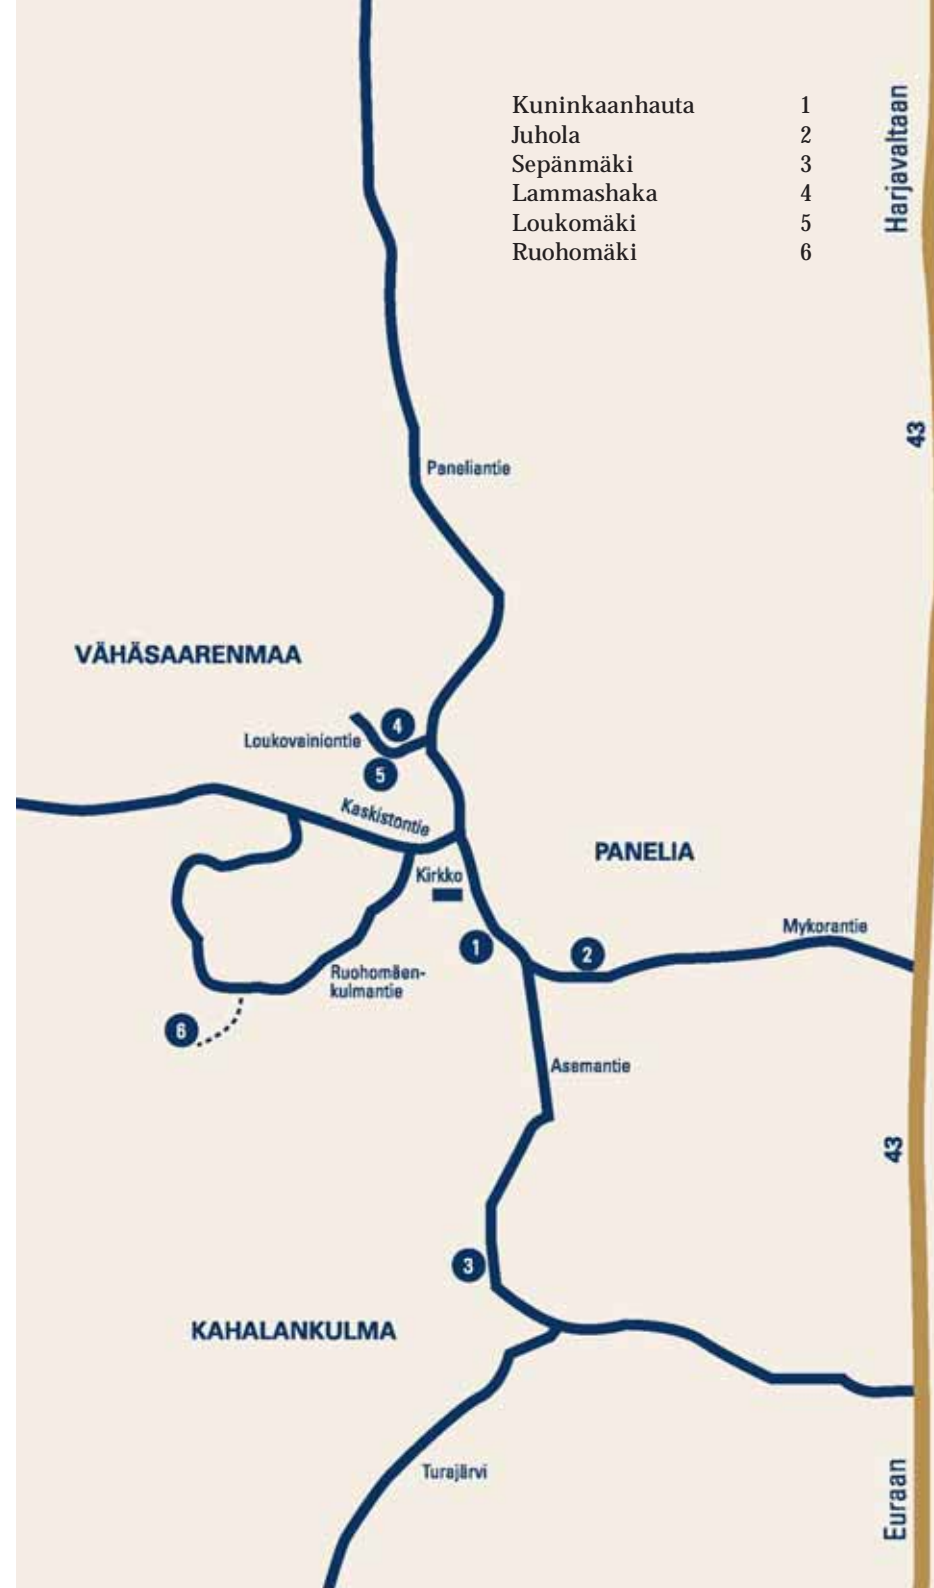 Kuninkaanhauta 1
Juhola 2
Sepänmäki 3
Lammashaka 4
Loukomäki 5
Ruohomäki 6
Harjavaltaan
43
Paneliantie
VÄHÄSAARENMAA
4
Loukovainiontie
5
Kaskistontie
PANELIA
Kirkko
Mykorantie
1
2
Ruohomäen-
kulmantie
6
Asemantie
43
3
KAHALANKULMA
Turajärvi
Euraan